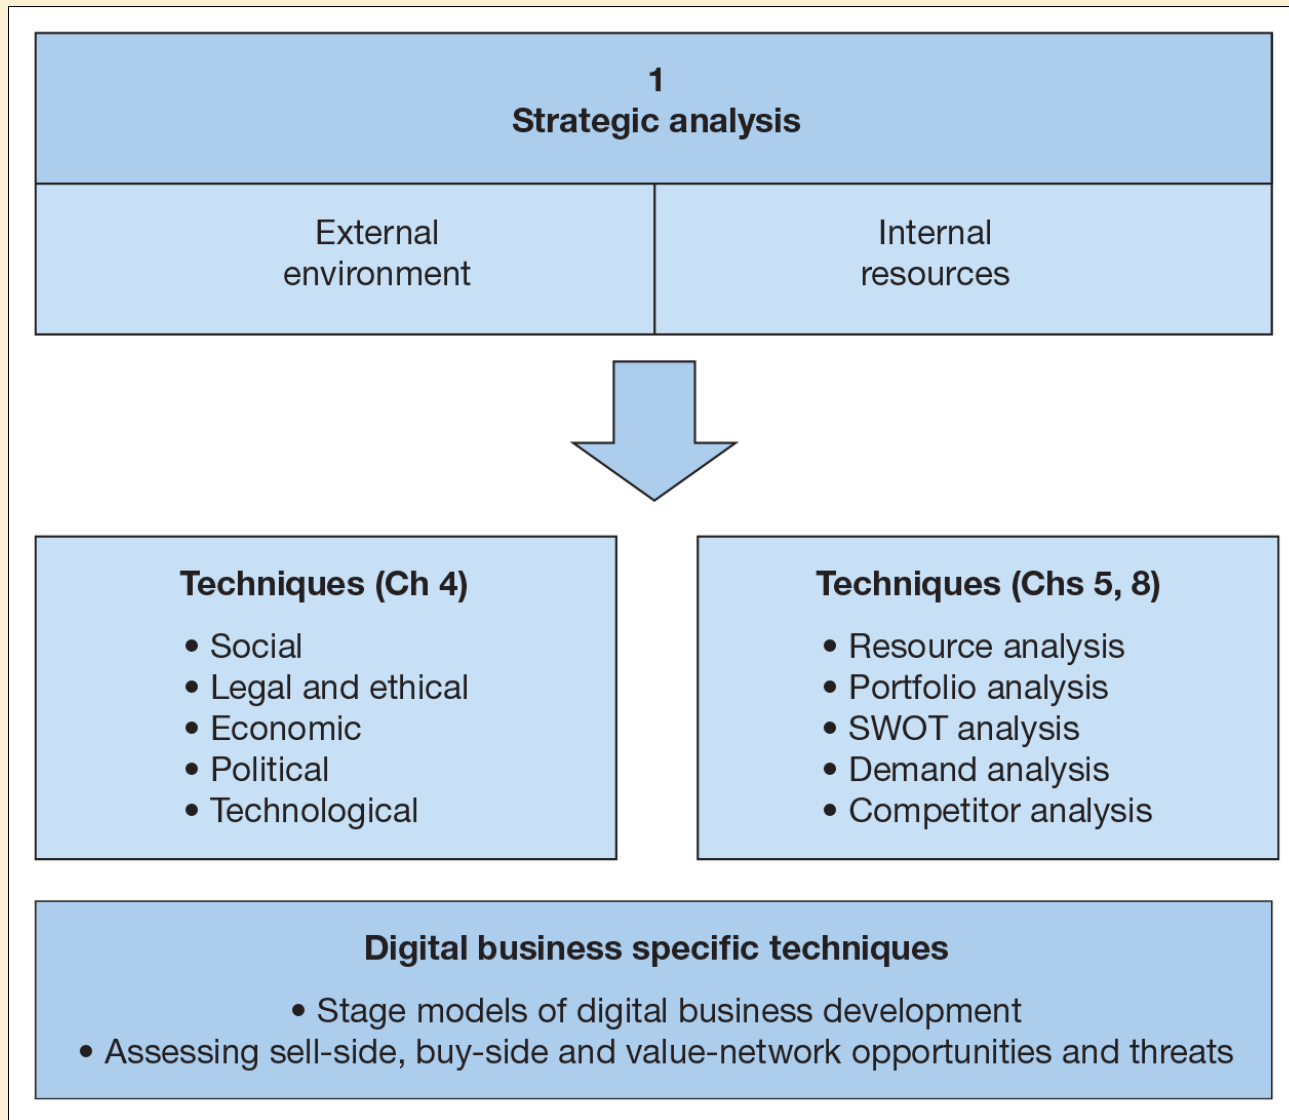 1
Strategic analysis
External
environment
Internal
resources
Techniques (Ch 4)
• Social
• Legal and ethical
• Economic
• Political
• Technological
Techniques (Chs 5, 8)
• Resource analysis
• Portfolio analysis
• SWOT analysis
• Demand analysis
• Competitor analysis
Digital business specific techniques
• Stage models of digital business development
• Assessing sell-side, buy-side and value-network opportunities and threats